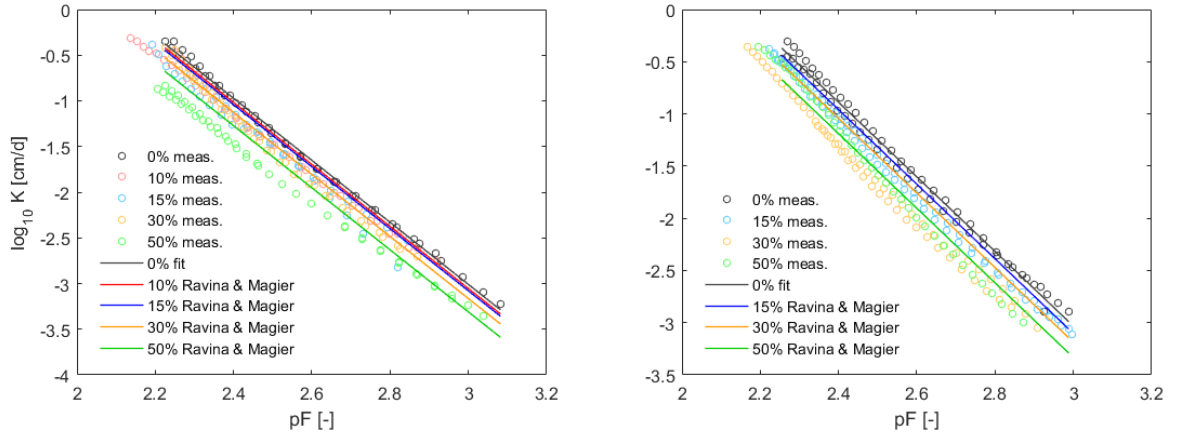 0
-0.5
-1
-1.5
-2
-2.5
-3
-3.5
-4
log10 K [cm/d]
2
2.2
2.4
2.6
2.8
3
3.2
pF [-]
0% meas.
10% meas.
15% meas.
30% meas.
50% meas.
0% fit
10% Ravina & Magier
15% Ravina & Magier
30% Ravina & Magier
50% Ravina & Magier
0
-0.5
-1
-1.5
-2
-2.5
-3
-3.5
2
2.2
2.4
2.6
2.8
3
3.2
pF [-]
0% meas.
15% meas.
30% meas.
50% meas.
0% fit
15% Ravina & Magier
30% Ravina & Magier
50% Ravina & Magier